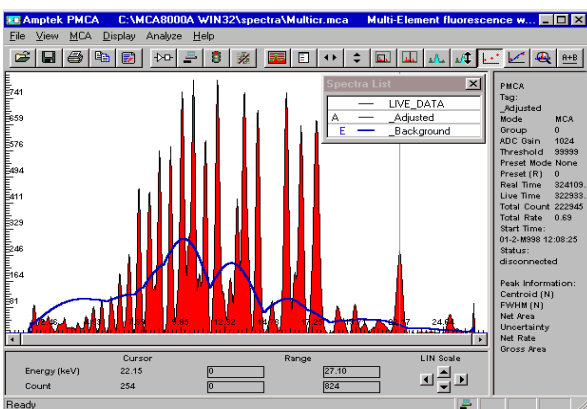 Amptek PMCA C:\MCA8000A WIN32\spectra\Multicr.mca Multi-Element fluorescence w...
File View MCA Display Analyze Help
A+B
Spectra List
LIVE_DATA
A _Adjusted
E _Background
741
659
576
494
411
329
246
164
81
9.85 12.32 24.64
PMCA
Tag:
_Adjusted
Mode MCA
Group 0
ADC Gain 1024
Threshold 99999
Preset Mode None
Preset (R) 0
Real Time 324109.
Live Time 322933.
Total Count 222945
Total Rate 0.69
Start Time:
01-2-M998 12:08:25
Status:
disconnected
Peak Information:
Centroid (N)
FWHM (N)
Net Area
Uncertainty
Net Rate
Gross Area
Cursor Range LIN Scale
Energy (keV) 22.15 0 27.10
Count 254 0 824
Ready